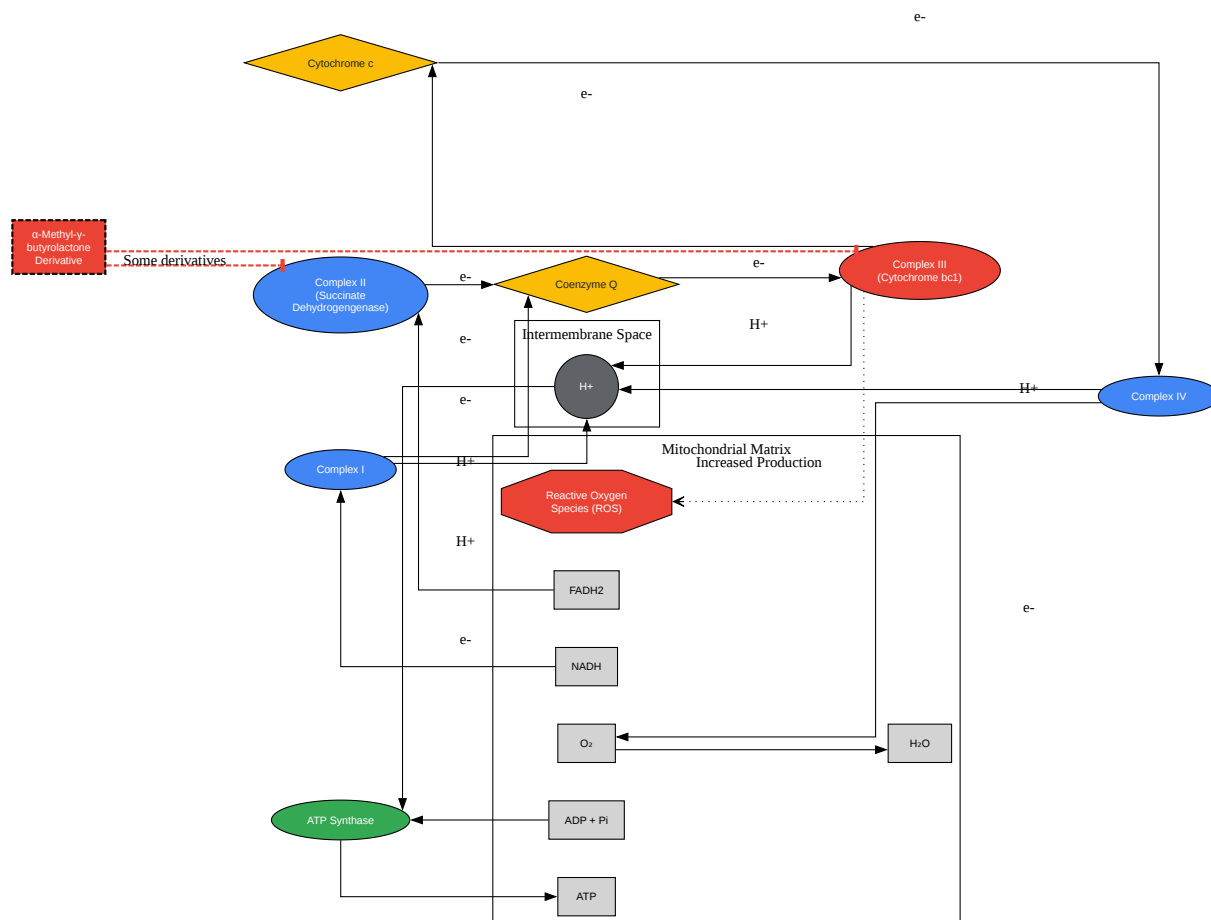 e-
Cytochrome c
e-
α-Methyl-γ-
butyrolactone
Derivative
Some derivatives
Complex II
(Succinate
Dehydrogengenase)
e-
Coenzyme Q
e-
Complex III
(Cytochrome bc1)
e-
Intermembrane Space
H+
H+
e-
H+
Complex IV
Complex I
H+
Mitochondrial Matrix
Increased Production
Reactive Oxygen
Species (ROS)
H+
FADH2
e-
e-
NADH
O₂
H₂O
ATP Synthase
ADP + Pi
ATP